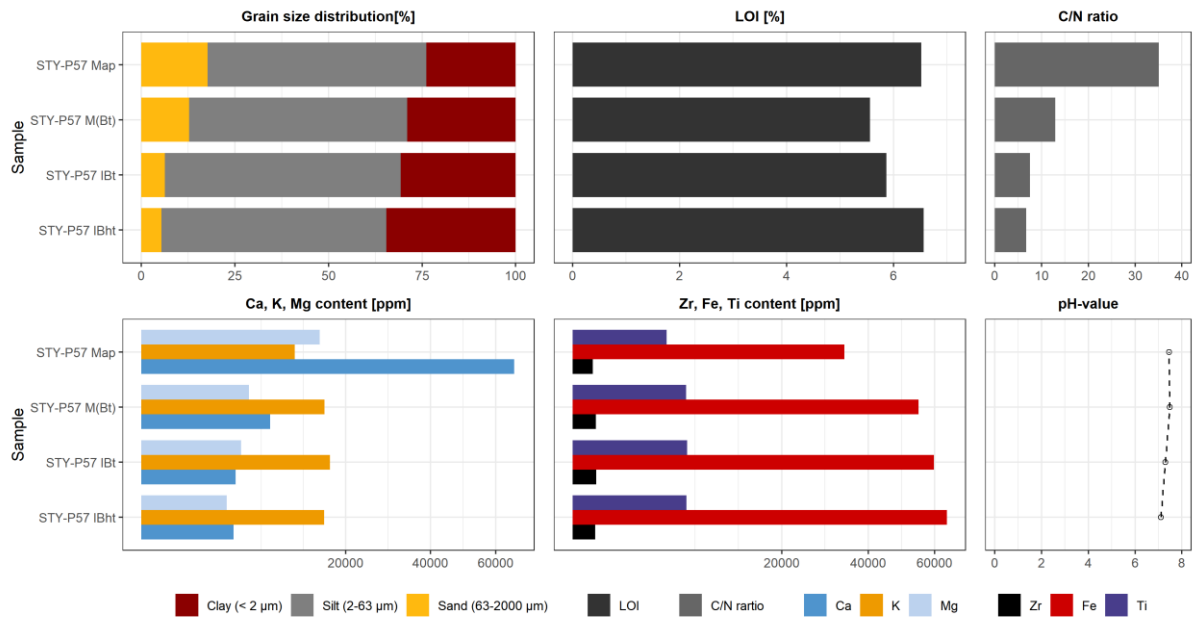 Grain size distribution[%] LOI [%] C/N ratio
Sample
STY-P57 Map
STY-P57 M(Bt)
STY-P57 IBt
STY-P57 IBht
0 25 50 75 100 0 2 4 6 0 10 20 30 40
Ca, K, Mg content [ppm] Zr, Fe, Ti content [ppm] pH-value
Sample
STY-P57 Map
STY-P57 M(Bt)
STY-P57 IBt
STY-P57 IBht
20000 40000 60000 20000 40000 60000 0 2 4 6 8
Clay (< 2 µm) Silt (2-63 µm) Sand (63-2000 µm) LOI C/N rartio Ca K Mg Zr Fe Ti